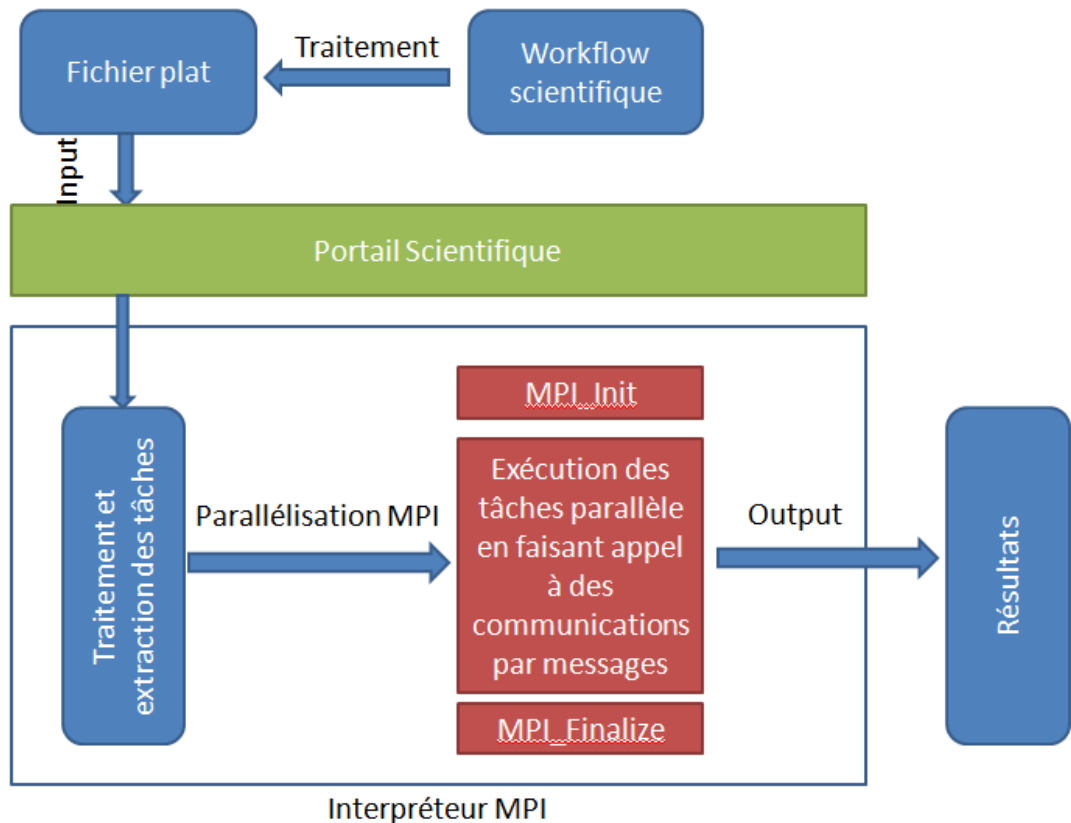 Fichier plat
Traitement
Workflow
scientifique
Input
Portail Scientifique
Traitement et
extraction des tâches
Parallélisation MPI
MPI_Init
Exécution des
tâches parallèle
en faisant appel
à des
communications
par messages
MPI_Finalize
Output
Résultats
Interpréteur MPI